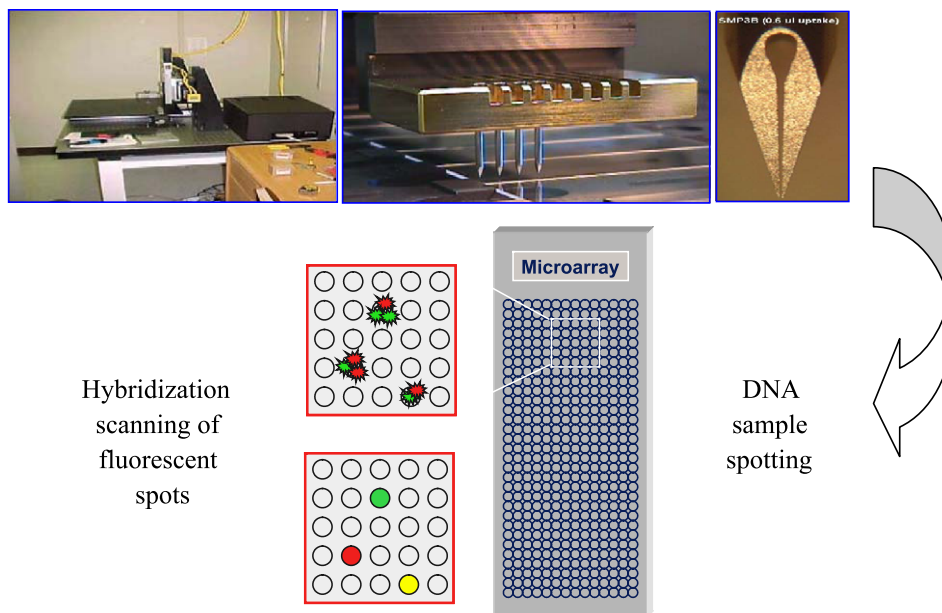 SMP3B (0.6 ul uptake)
Microarray
Hybridization
scanning of
fluorescent
spots
DNA
sample
spotting